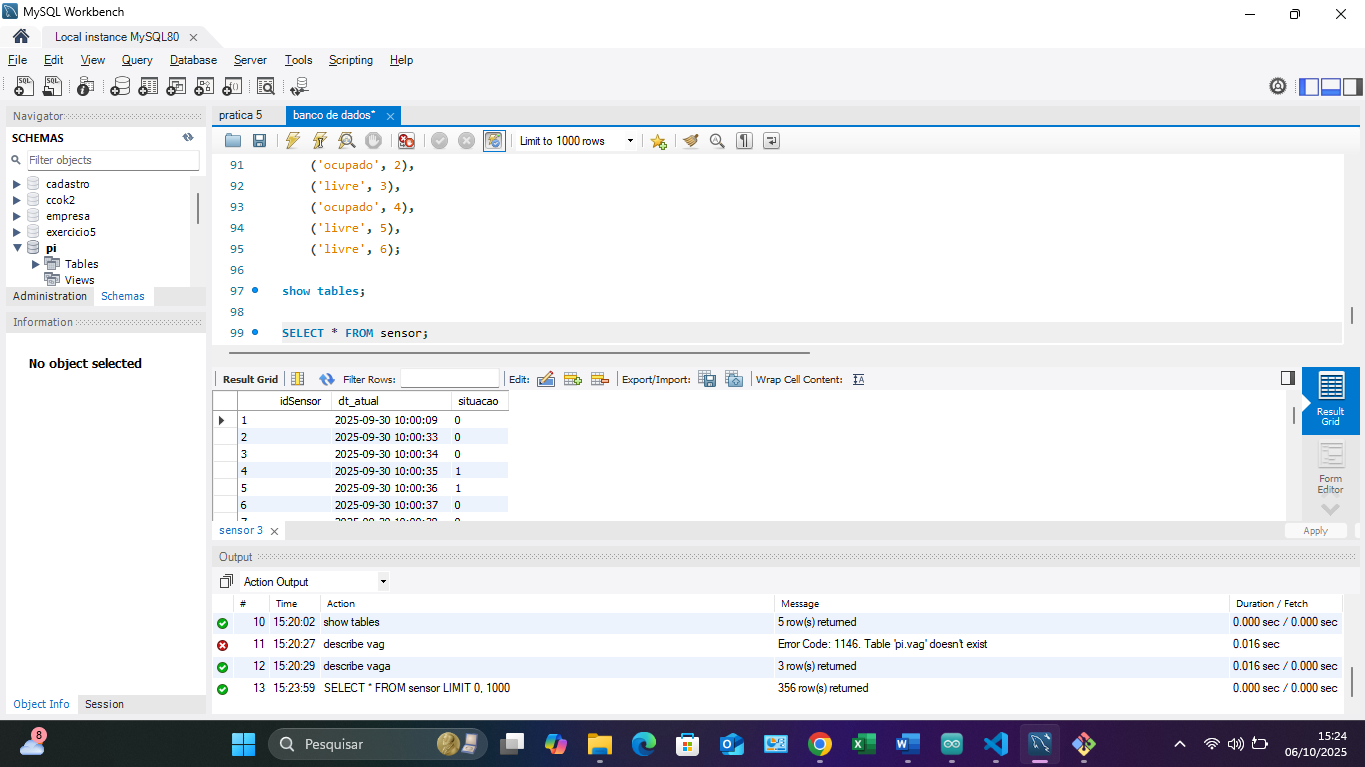 MySQL Workbench
Local instance MySQL80
File Edit View Query Database Server Tools Scripting Help
Navigator
SCHEMAS
Filter objects
cadastro
ccok2
empresa
exercicio5
pi
Tables
Views
Administration Schemas
Information
No object selected
Object Info Session
pratica 5 banco de dados*
Limit to 1000 rows
91 ('ocupado', 2),
92 ('livre', 3),
93 ('ocupado', 4),
94 ('livre', 5),
95 ('livre', 6);
96
97 show tables;
98
99 SELECT * FROM sensor;
Result Grid Filter Rows: Edit: Export/Import: Wrap Cell Content:
idSensor dt_atual situacao
1 2025-09-30 10:00:09 0
2 2025-09-30 10:00:33 0
3 2025-09-30 10:00:34 0
4 2025-09-30 10:00:35 1
5 2025-09-30 10:00:36 1
6 2025-09-30 10:00:37 0
Result Grid
Form Editor
sensor 3
Apply
Output
Action Output
# Time Action Message Duration / Fetch
10 15:20:02 show tables 5 row(s) returned 0.000 sec / 0.000 sec
11 15:20:27 describe vag Error Code: 1146. Table 'pi.vag' doesn't exist 0.016 sec
12 15:20:29 describe vaga 3 row(s) returned 0.016 sec / 0.000 sec
13 15:23:59 SELECT * FROM sensor LIMIT 0, 1000 356 row(s) returned 0.000 sec / 0.000 sec
8
Pesquisar
15:24
06/10/2025